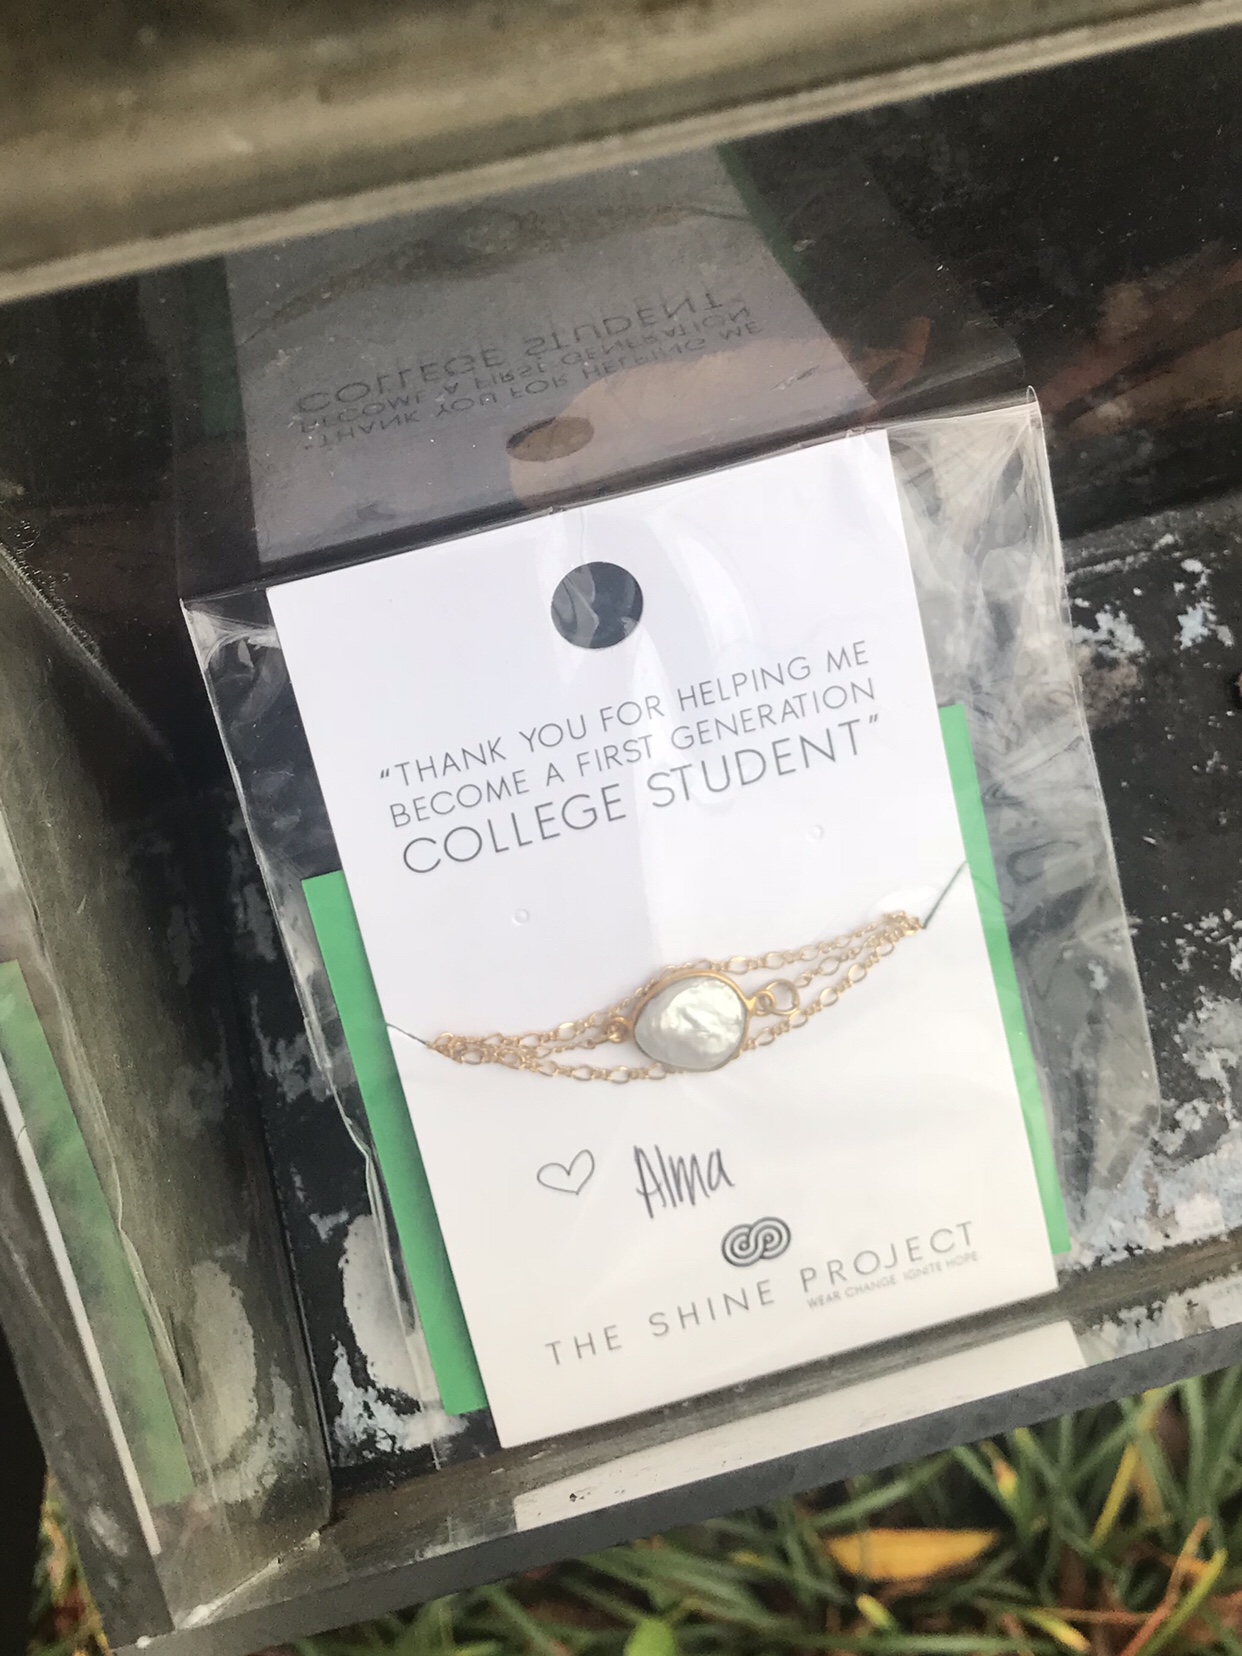 “THANK YOU FOR HELPING ME
BECOME A FIRST GENERATION
COLLEGE STUDENT”
Alma
THE SHINE PROJECT
WEAR CHANGE IGNITE HOPE